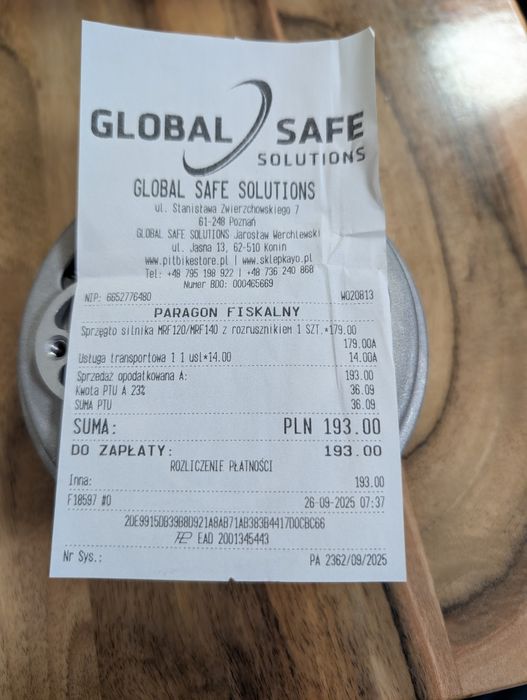 GLOBAL SAFE
SOLUTIONS
GLOBAL SAFE SOLUTIONS
ul. Stanisława Zwierzchowskiego 7
61-248 Poznań
GLOBAL SAFE SOLUTIONS Jarosław Werchlewski
ul. Jasna 13, 62-510 Konin
www.pitbikestore.pl | www.sklepkayo.pl
Tel: +48 795 198 922 | +48 736 240 868
Numer BDO: 000465669
NIP: 6652776480 W020813
PARAGON FISKALNY
Sprzęgło silnika MRF120/MRF140 z rozrusznikiem 1 SZT.*179.00
179.00A
Usługa transportowa 1 1 usł*14.00 14.00A
Sprzedaż opodatkowana A: 193.00
Kwota PTU A 23% 36.09
SUMA PTU 36.09
SUMA: PLN 193.00
DO ZAPŁATY: 193.00
ROZLICZENIE PŁATNOŚCI
Inna: 193.00
F18597 #0 26-09-2025 07:37
2DE9915DB39B8D921A8AB71AB383B4417D0CBC66
EAD 2001345443
Nr Sys.: PA 2362/09/2025